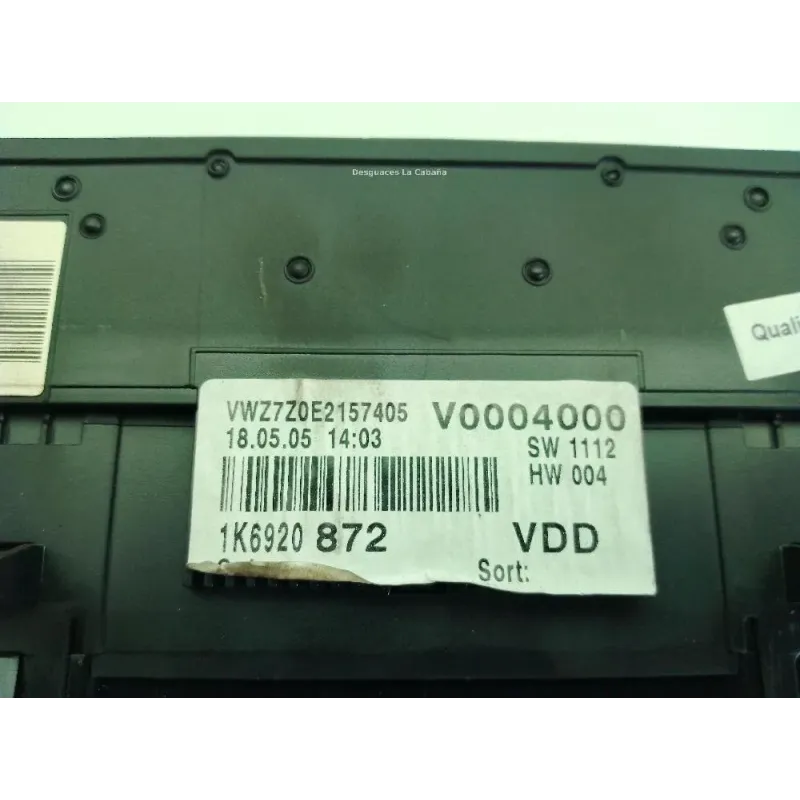 Desguaces La Cabaña
Quali
VWZ7Z0E2157405 V0004000
18.05.05 14:03 SW 1112
HW 004
1K6920 872 VDD
Sort: